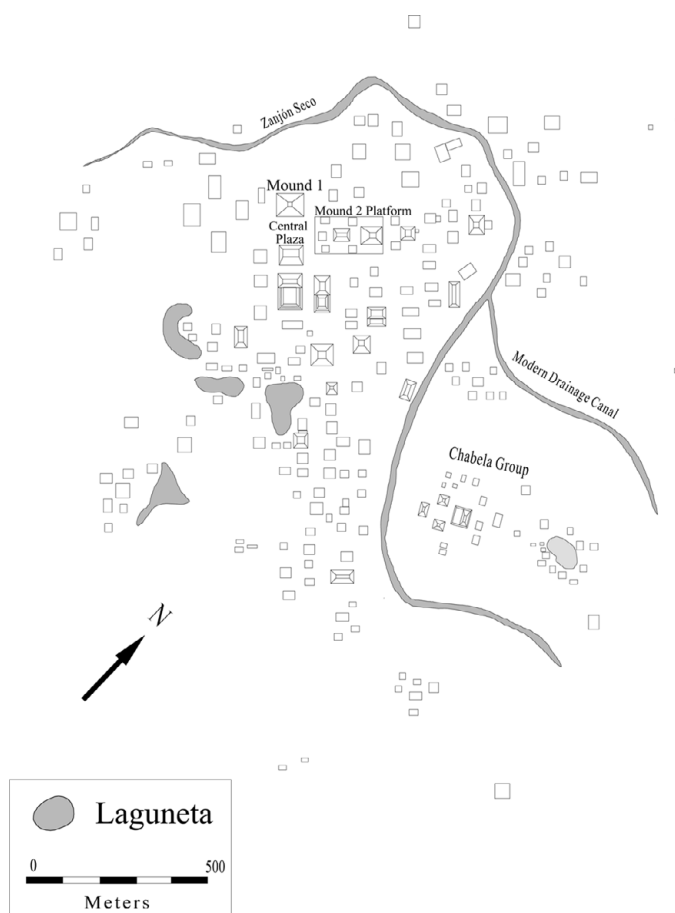 Zanjón Seco
Mound 1
Mound 2 Platform
Central
Plaza
Modern Drainage Canal
Chabela Group
N
Laguneta
0 500
Meters